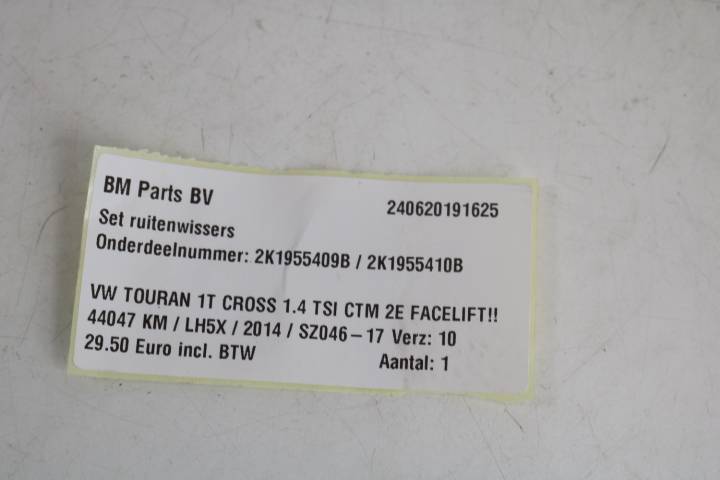 BM Parts BV 240620191625
Set ruitenwissers
Onderdeelnummer: 2K1955409B / 2K1955410B
VW TOURAN 1T CROSS 1.4 TSI CTM 2E FACELIFT!!
44047 KM / LH5X / 2014 / SZ046-17 Verz: 10
29.50 Euro incl. BTW Aantal: 1